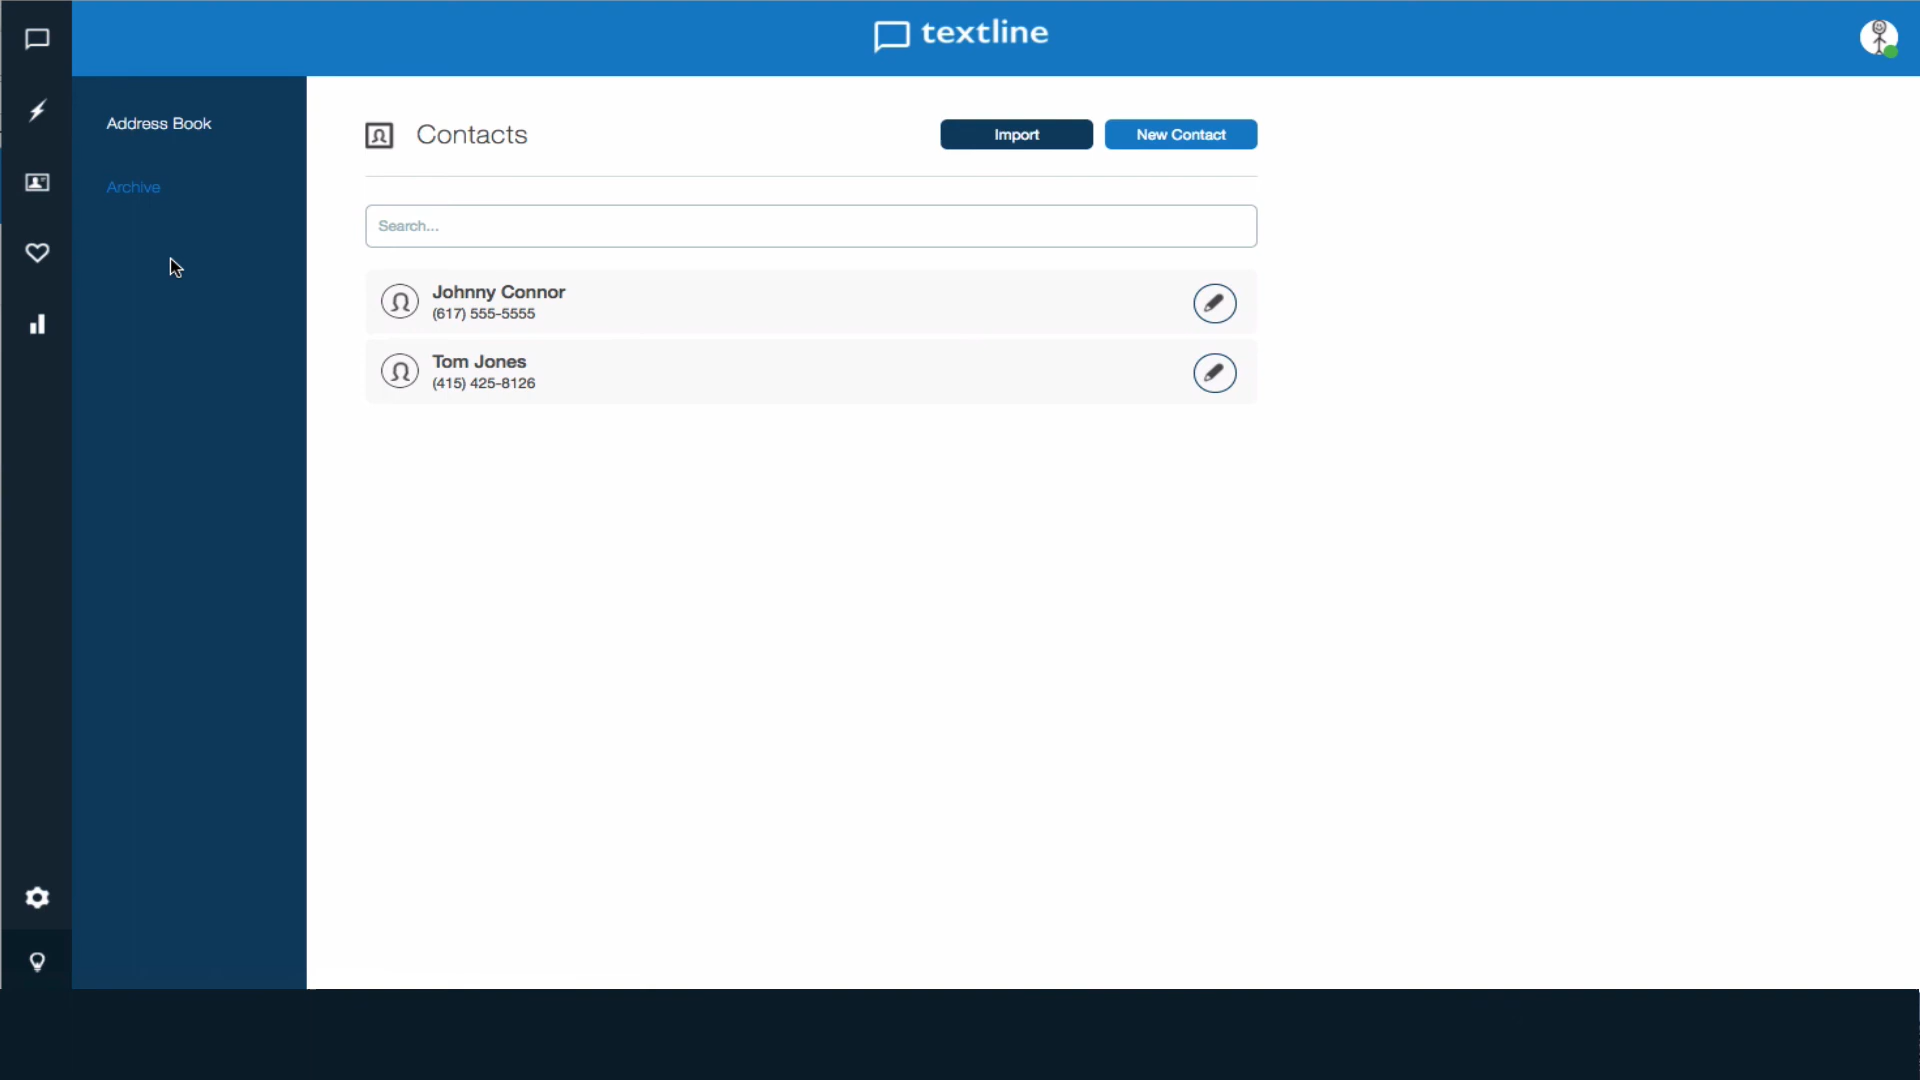 textline
Address Book
Archive
Contacts
Import
New Contact
Search...
Johnny Connor
(617) 555-5555
Tom Jones
(415) 425-8126